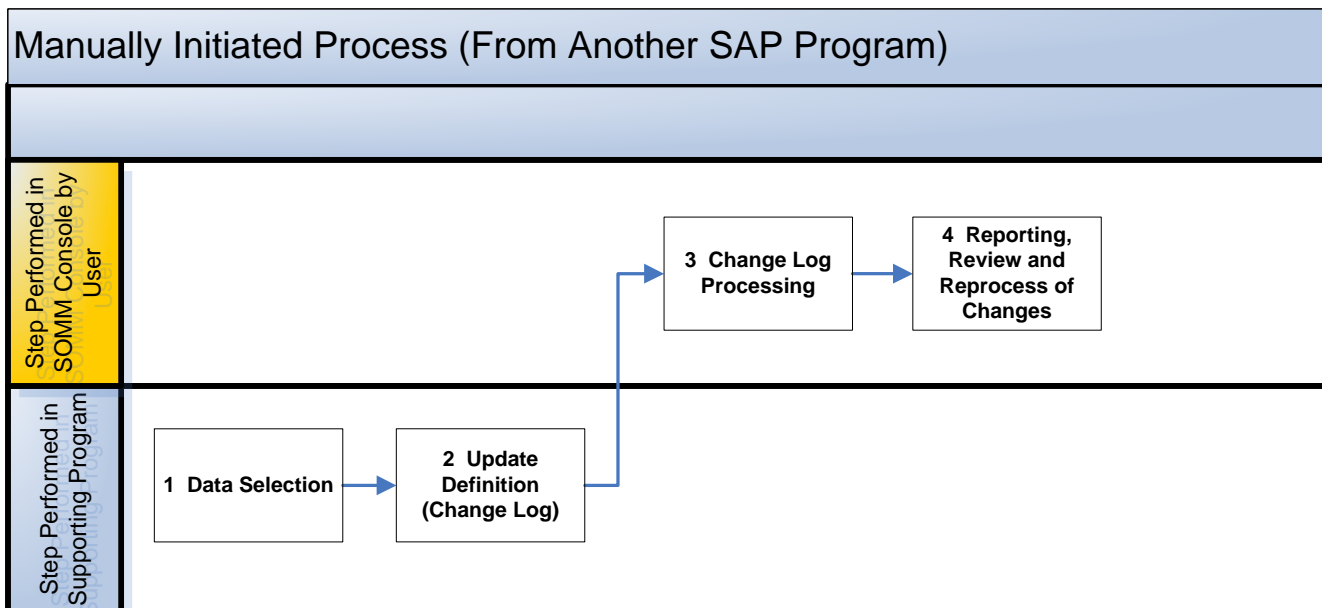 Manually Initiated Process (From Another SAP Program)
Step Performed in
SOMM Console by
User
3 Change Log
Processing
4 Reporting,
Review and
Reprocess of
Changes
Step Performed in
Supporting Program
1 Data Selection
2 Update
Definition
(Change Log)